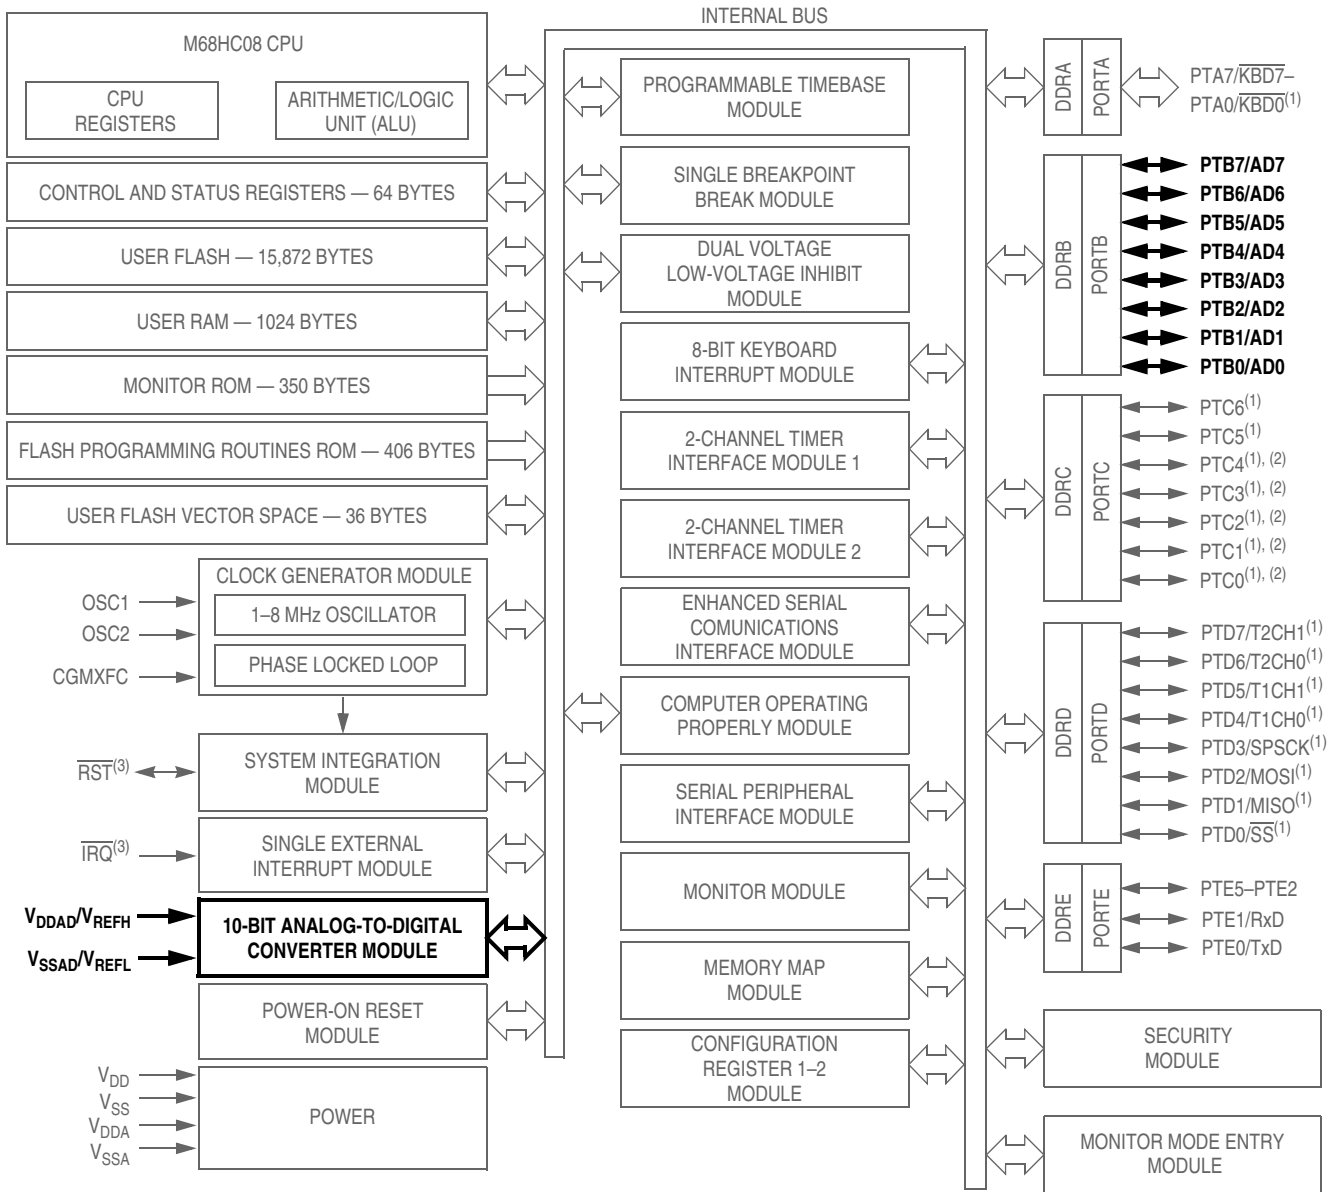 INTERNAL BUS
M68HC08 CPU
CPU
REGISTERS
ARITHMETIC/LOGIC
UNIT (ALU)
CONTROL AND STATUS REGISTERS — 64 BYTES
USER FLASH — 15,872 BYTES
USER RAM — 1024 BYTES
MONITOR ROM — 350 BYTES
FLASH PROGRAMMING ROUTINES ROM — 406 BYTES
USER FLASH VECTOR SPACE — 36 BYTES
CLOCK GENERATOR MODULE
1–8 MHz OSCILLATOR
PHASE LOCKED LOOP
OSC1
OSC2
CGMXFC
SYSTEM INTEGRATION
MODULE
RST(3)
SINGLE EXTERNAL
INTERRUPT MODULE
IRQ(3)
VDDAD/VREFH
VSSAD/VREFL
10-BIT ANALOG-TO-DIGITAL
CONVERTER MODULE
POWER-ON RESET
MODULE
VDD
VSS
VDDA
VSSA
POWER
PROGRAMMABLE TIMEBASE
MODULE
SINGLE BREAKPOINT
BREAK MODULE
DUAL VOLTAGE
LOW-VOLTAGE INHIBIT
MODULE
8-BIT KEYBOARD
INTERRUPT MODULE
2-CHANNEL TIMER
INTERFACE MODULE 1
2-CHANNEL TIMER
INTERFACE MODULE 2
ENHANCED SERIAL
COMUNICATIONS
INTERFACE MODULE
COMPUTER OPERATING
PROPERLY MODULE
SERIAL PERIPHERAL
INTERFACE MODULE
MONITOR MODULE
MEMORY MAP
MODULE
CONFIGURATION
REGISTER 1–2
MODULE
DDRA
PORTA
PTA7/KBD7–
PTA0/KBD0(1)
DDRB
PORTB
PTB7/AD7
PTB6/AD6
PTB5/AD5
PTB4/AD4
PTB3/AD3
PTB2/AD2
PTB1/AD1
PTB0/AD0
DDRC
PORTC
PTC6(1)
PTC5(1)
PTC4(1), (2)
PTC3(1), (2)
PTC2(1), (2)
PTC1(1), (2)
PTC0(1), (2)
DDRD
PORTD
PTD7/T2CH1(1)
PTD6/T2CH0(1)
PTD5/T1CH1(1)
PTD4/T1CH0(1)
PTD3/SPSCK(1)
PTD2/MOSI(1)
PTD1/MISO(1)
PTD0/SS(1)
DDRE
PORTE
PTE5–PTE2
PTE1/RxD
PTE0/TxD
SECURITY
MODULE
MONITOR MODE ENTRY
MODULE